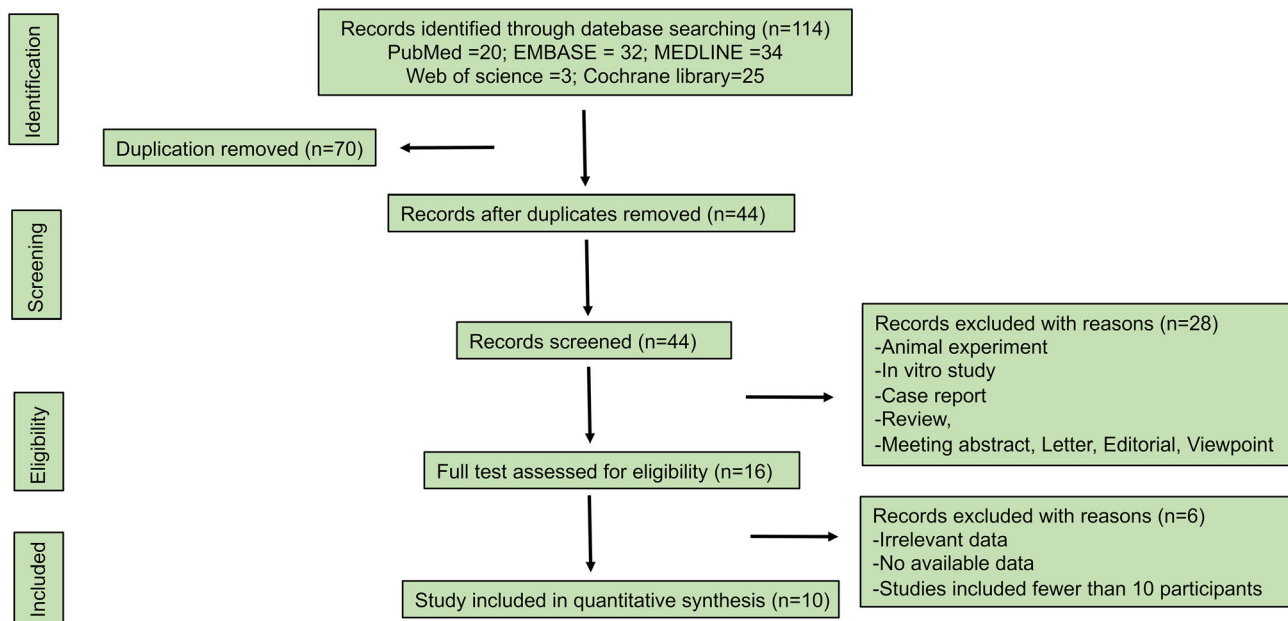 Identification
Records identified through datebase searching (n=114)
PubMed =20; EMBASE = 32; MEDLINE =34
Web of science =3; Cochrane library=25
Duplication removed (n=70)
Records after duplicates removed (n=44)
Screening
Records screened (n=44)
Records excluded with reasons (n=28)
-Animal experiment
-In vitro study
-Case report
-Review,
-Meeting abstract, Letter, Editorial, Viewpoint
Eligibility
Full test assessed for eligibility (n=16)
Records excluded with reasons (n=6)
-Irrelevant data
-No available data
-Studies included fewer than 10 participants
Included
Study included in quantitative synthesis (n=10)